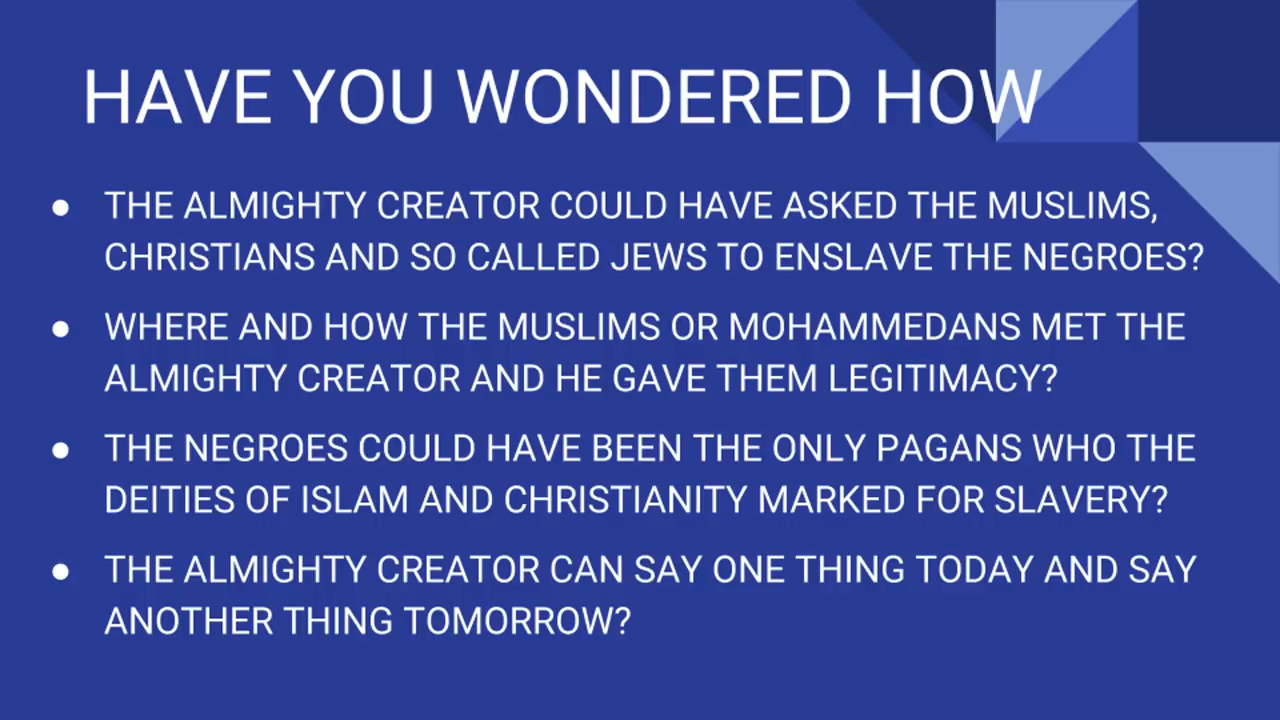 HAVE YOU WONDERED HOW
● THE ALMIGHTY CREATOR COULD HAVE ASKED THE MUSLIMS,
CHRISTIANS AND SO CALLED JEWS TO ENSLAVE THE NEGROES?
● WHERE AND HOW THE MUSLIMS OR MOHAMMEDANS MET THE
ALMIGHTY CREATOR AND HE GAVE THEM LEGITIMACY?
● THE NEGROES COULD HAVE BEEN THE ONLY PAGANS WHO THE
DEITIES OF ISLAM AND CHRISTIANITY MARKED FOR SLAVERY?
● THE ALMIGHTY CREATOR CAN SAY ONE THING TODAY AND SAY
ANOTHER THING TOMORROW?